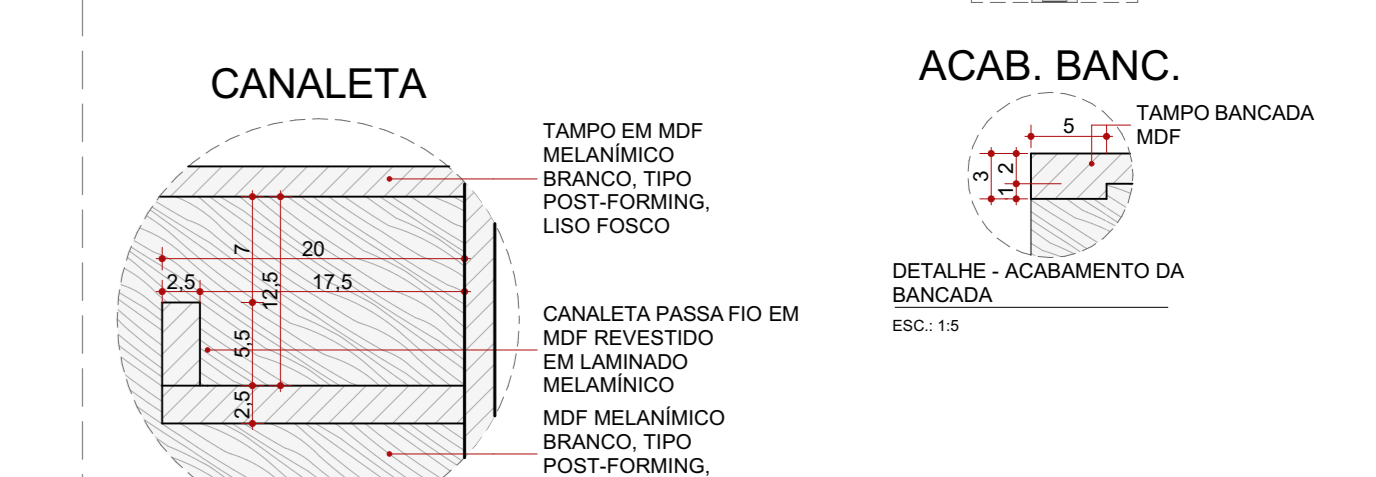 CANALETA
TAMPO EM MDF
MELANÍMICO
BRANCO, TIPO
POST-FORMING,
LISO FOSCO
7
20
2,5
17,5
12,5
5,5
2,5
CANALETA PASSA FIO EM
MDF REVESTIDO
EM LAMINADO
MELAMÍNICO
MDF MELANÍMICO
BRANCO, TIPO
POST-FORMING,
ACAB. BANC.
TAMPO BANCADA
MDF
5
3
2
1
DETALHE - ACABAMENTO DA
BANCADA
ESC.: 1:5